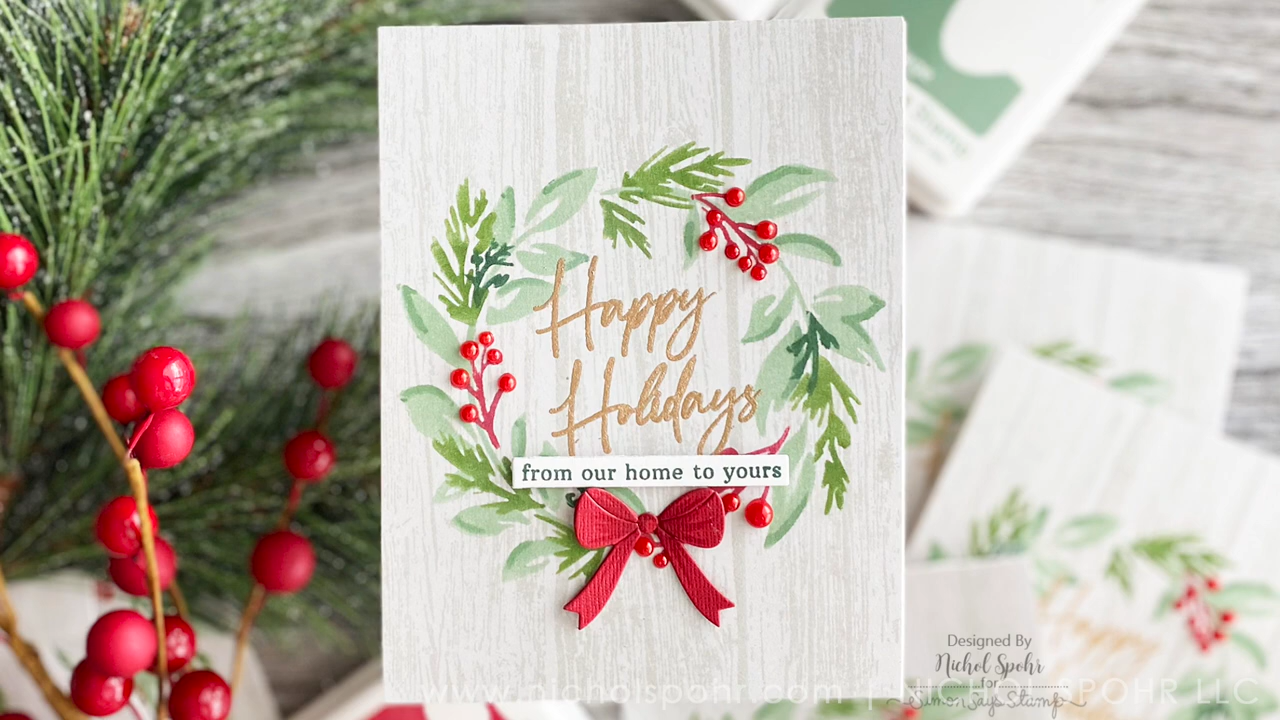 Happy
Holidays
from our home to yours
Happy
Designed By
Nichol Spohr
for
Simon Says Stamp
www.nicholspohr.com | NICHOL SPOHR LLC